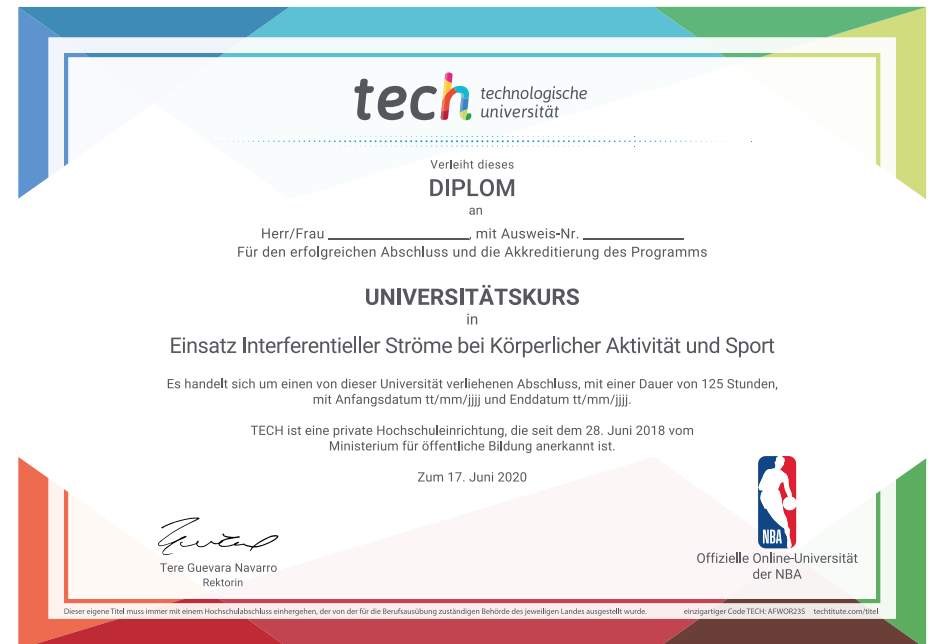 tech technologische
universität
Verleiht dieses
DIPLOM
an
Herr/Frau ____________, mit Ausweis-Nr. ____________
Für den erfolgreichen Abschluss und die Akkreditierung des Programms
UNIVERSITÄTSKURS
in
Einsatz Interferentieller Ströme bei Körperlicher Aktivität und Sport
Es handelt sich um einen von dieser Universität verliehenen Abschluss, mit einer Dauer von 125 Stunden,
mit Anfangsdatum tt/mm/jjjj und Enddatum tt/mm/jjjj.
TECH ist eine private Hochschuleinrichtung, die seit dem 28. Juni 2018 vom
Ministerium für öffentliche Bildung anerkannt ist.
Zum 17. Juni 2020
Tere Guevara Navarro
Rektorin
NBA
Offizielle Online-Universität
der NBA
Dieser eigene Titel muss immer mit einem Hochschulabschluss einhergehen, der von der für die Berufsausübung zuständigen Behörde des jeweiligen Landes ausgestellt wurde. einzigartiger Code TECH: AFWOR23S techtitute.com/titel